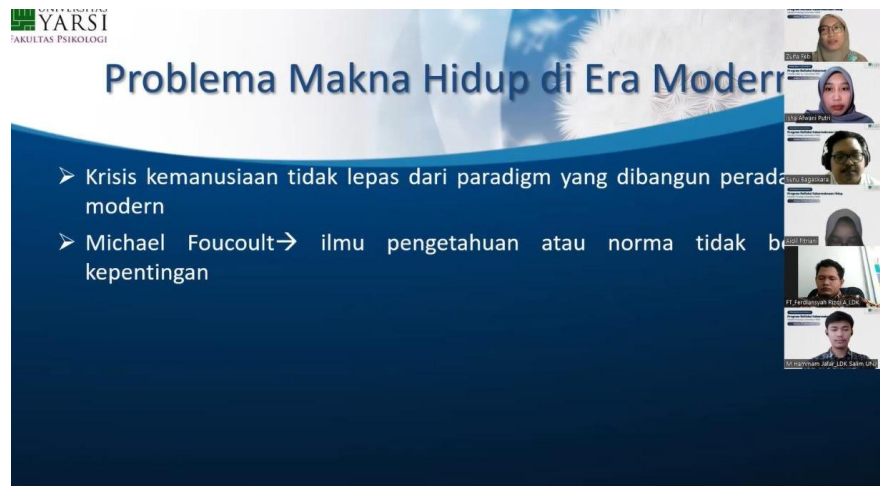 UNIVERSITAS
YARSI
FAKULTAS PSIKOLOGI
Problema Makna Hidup di Era Modern
➢ Krisis kemanusiaan tidak lepas dari paradigm yang dibangun perada
modern
➢ Michael Foucoult→ ilmu pengetahuan atau norma tidak be
kepentingan
Zulfa Feb
Isha Alwani Putri
Sunu Bagaskara
Aidil Fitriani
FT_Ferdiansyah Rizqi A_LDK
M Hammam Jafar_LDK Salim UNJ